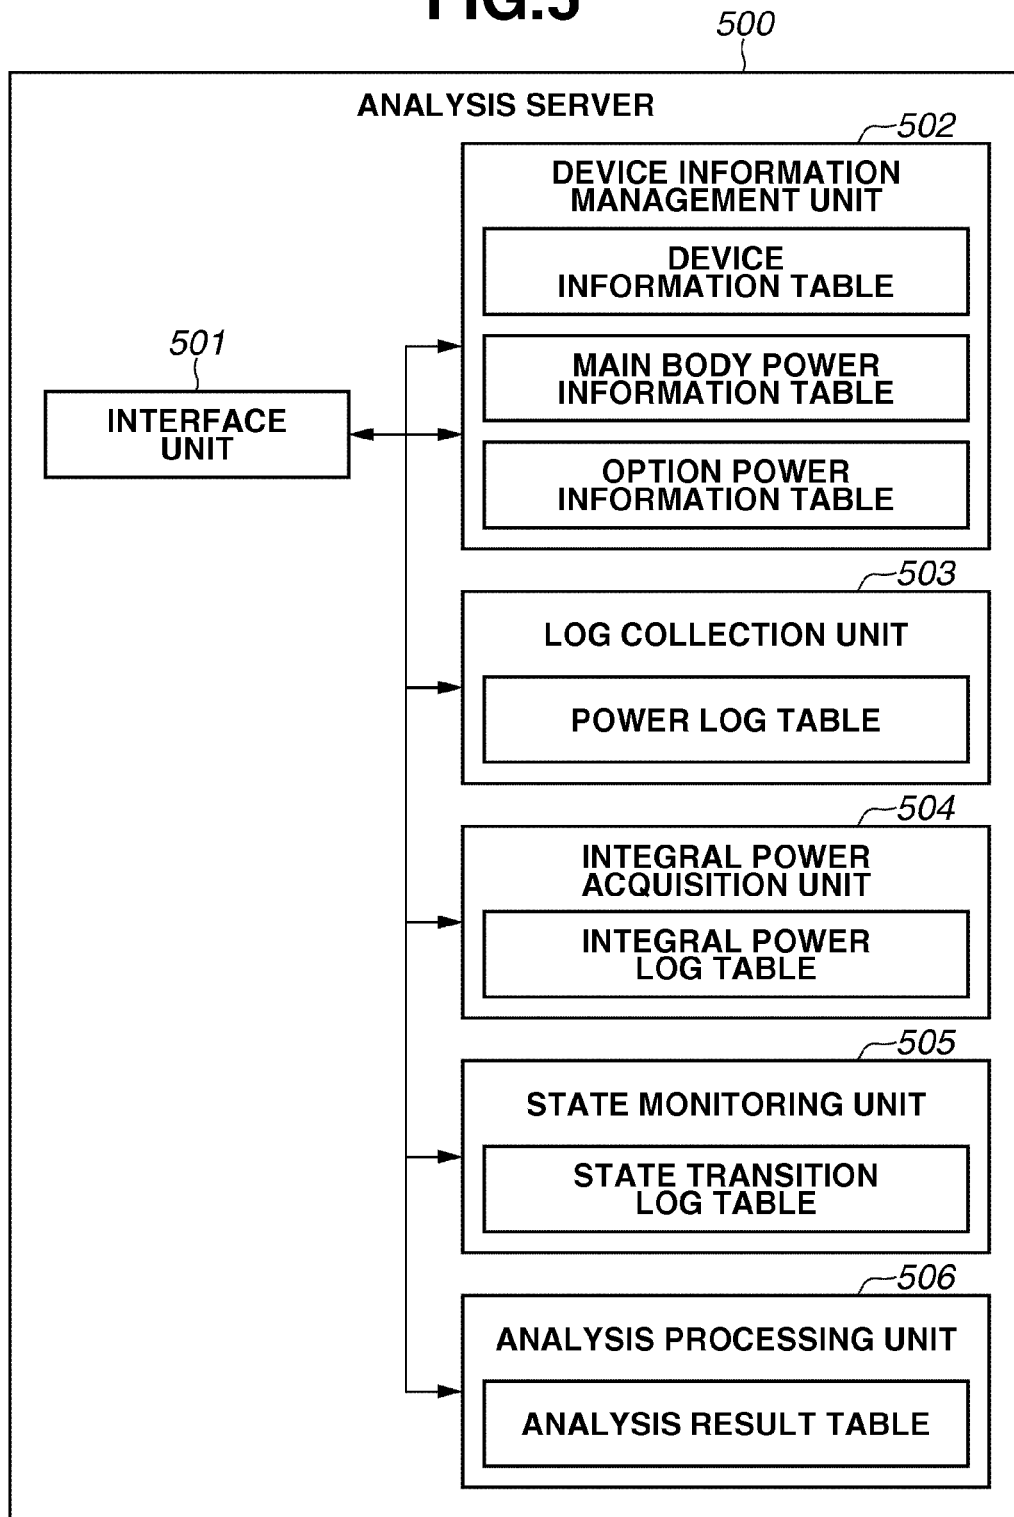 FIG.5
500
ANALYSIS SERVER
502
DEVICE INFORMATION
MANAGEMENT UNIT
DEVICE
INFORMATION TABLE
501
MAIN BODY POWER
INFORMATION TABLE
INTERFACE
UNIT
OPTION POWER
INFORMATION TABLE
503
LOG COLLECTION UNIT
POWER LOG TABLE
504
INTEGRAL POWER
ACQUISITION UNIT
INTEGRAL POWER
LOG TABLE
505
STATE MONITORING UNIT
STATE TRANSITION
LOG TABLE
506
ANALYSIS PROCESSING UNIT
ANALYSIS RESULT TABLE